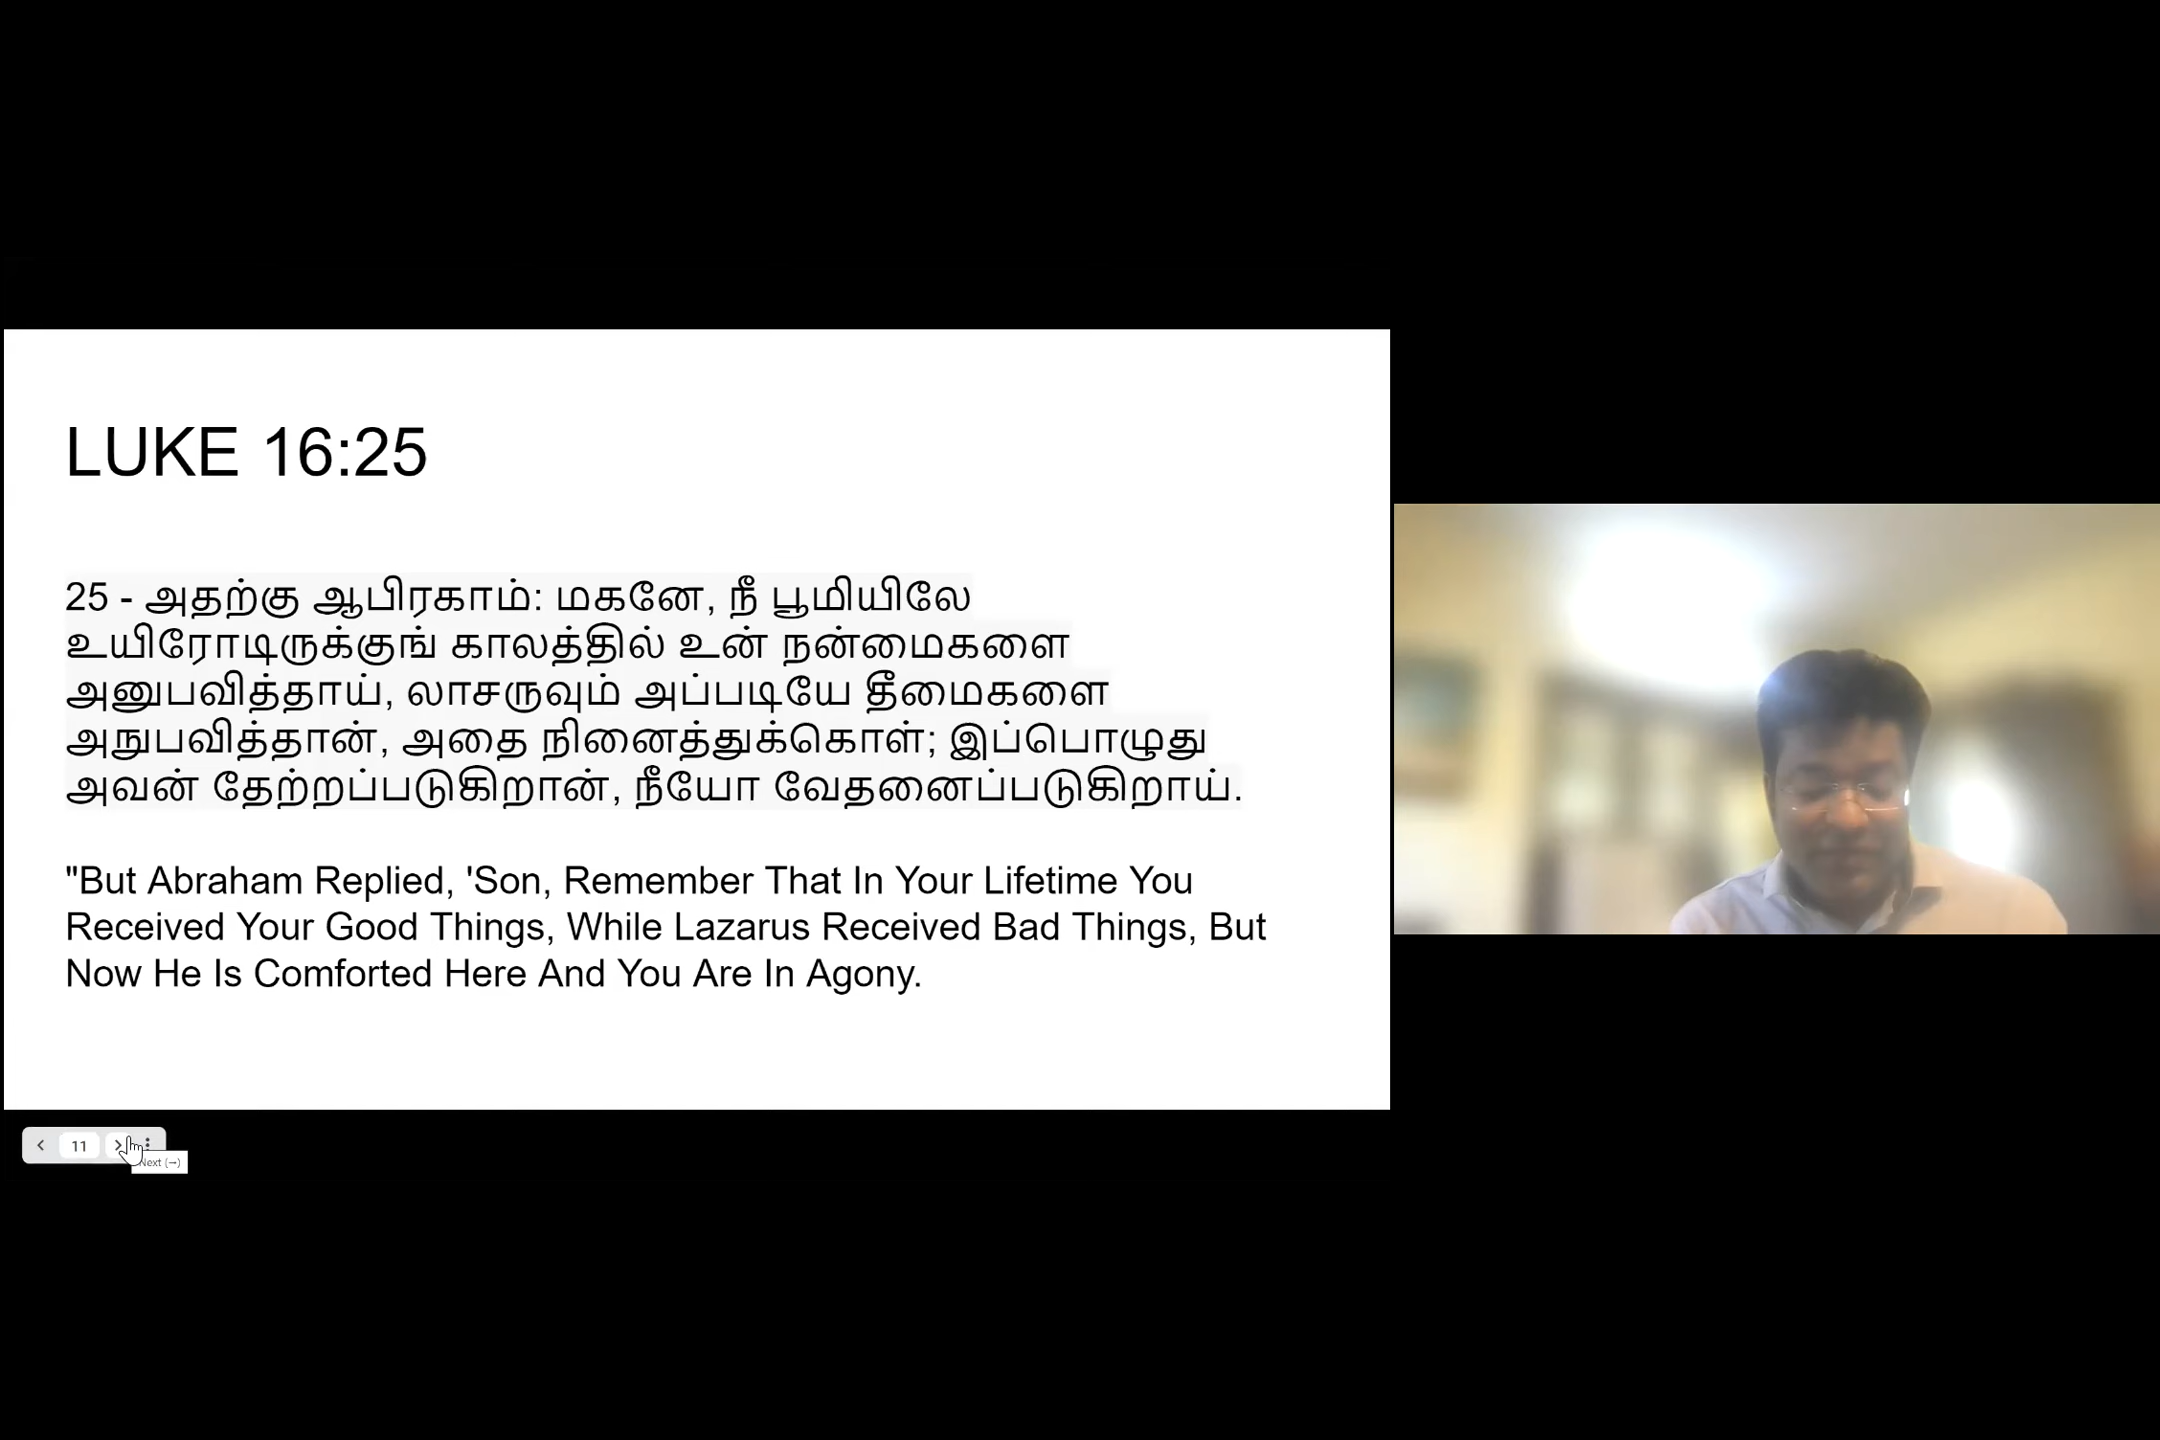 LUKE 16:25
25 - அதற்கு ஆபிரகாம்: மகனே, நீ பூமியிலே
உயிரோடிருக்குங் காலத்தில் உன் நன்மைகளை
அனுபவித்தாய், லாசருவும் அப்படியே தீமைகளை
அநுபவித்தான், அதை நினைத்துக்கொள்; இப்பொழுது
அவன் தேற்றப்படுகிறான், நீயோ வேதனைப்படுகிறாய்.
"But Abraham Replied, 'Son, Remember That In Your Lifetime You
Received Your Good Things, While Lazarus Received Bad Things, But
Now He Is Comforted Here And You Are In Agony.
11
Next (→)